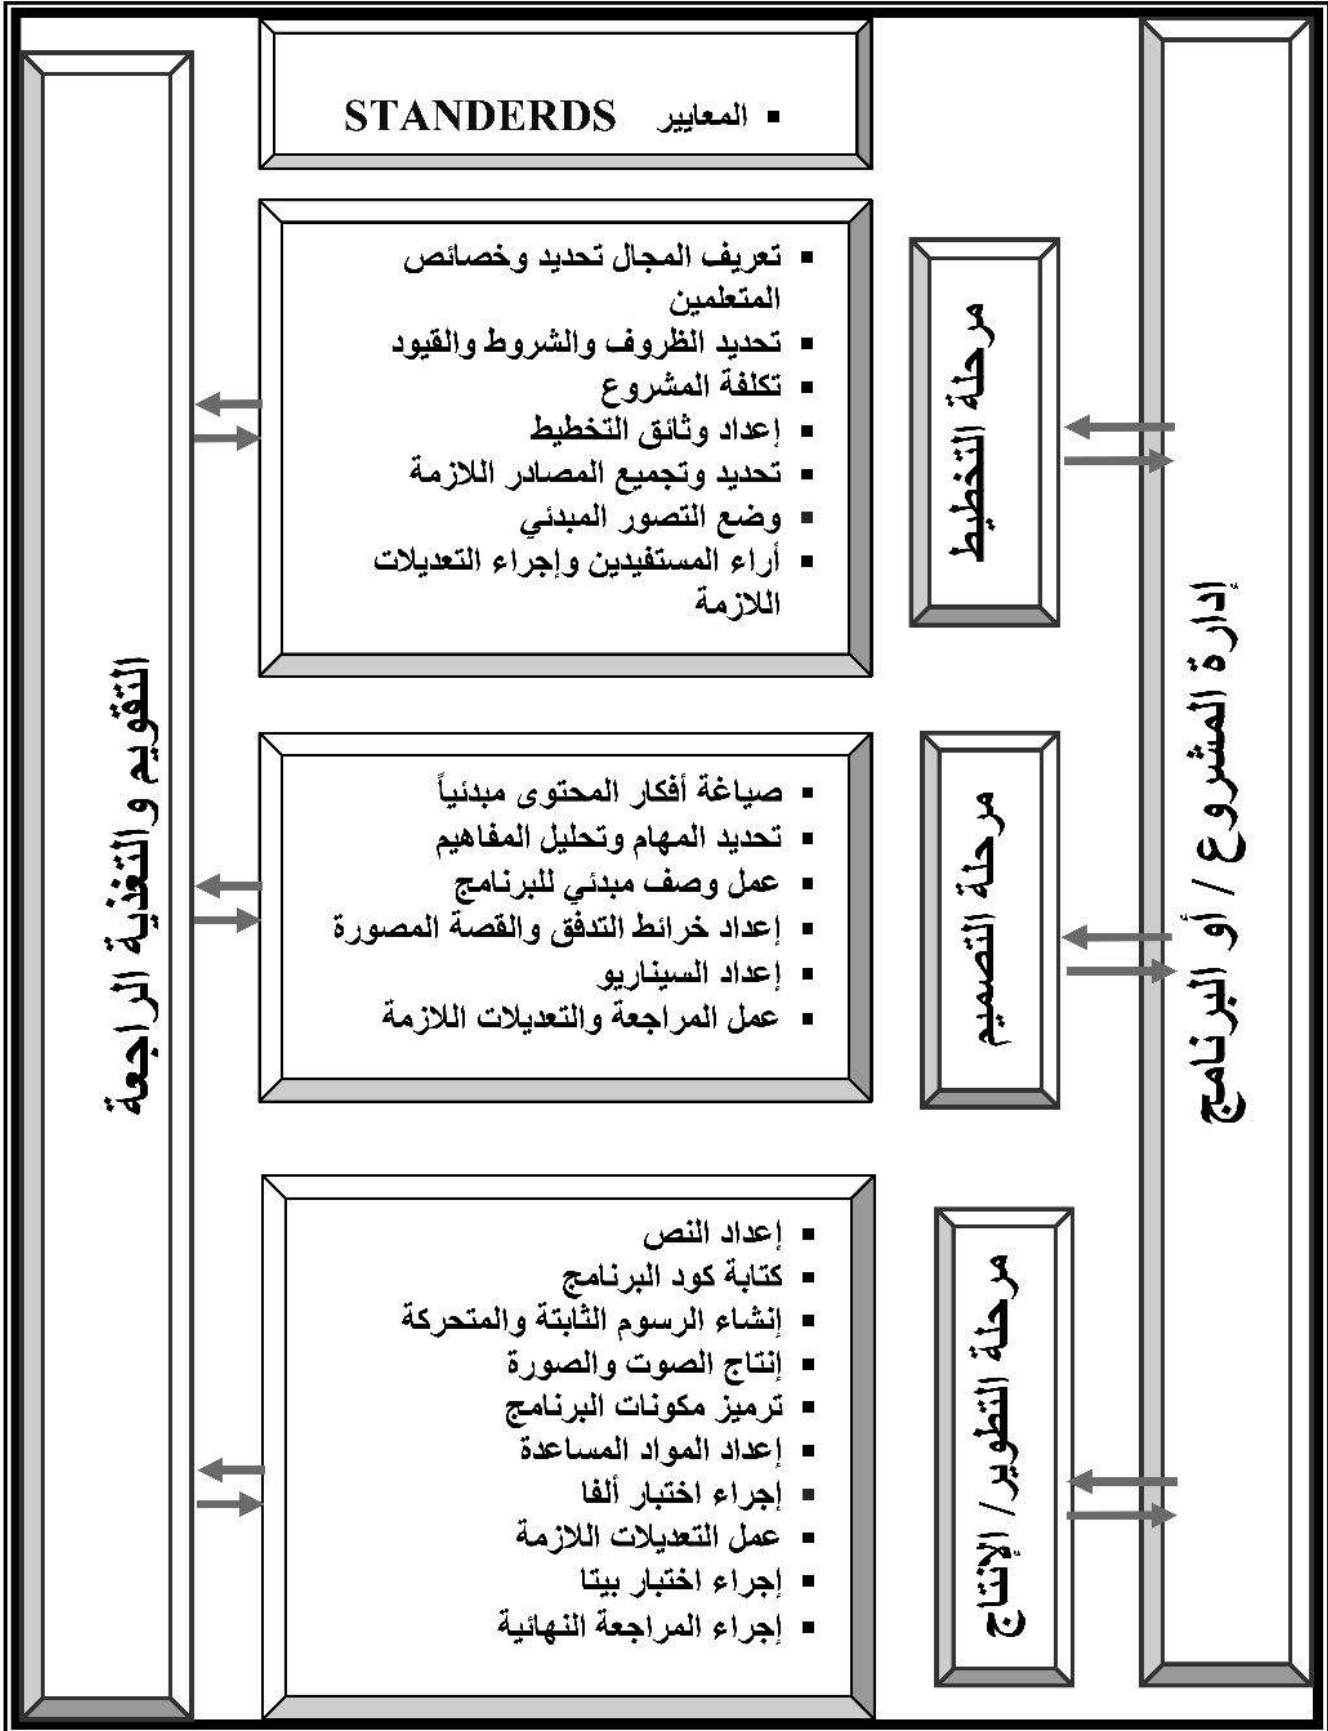 المعايير STANDERDS
إدارة المشروع / أو البرنامج
مرحلة التخطيط
تعريف المجال تحديد وخصائص
المتعلمين
تحديد الظروف والشروط والقيود
تكلفة المشروع
إعداد وثائق التخطيط
تحديد وتجميع المصادر اللازمة
وضع التصور المبدئي
أراء المستفيدين وإجراء التعديلات
اللازمة
مرحلة التصميم
صياغة أفكار المحتوى مبدئياً
تحديد المهام وتحليل المفاهيم
عمل وصف مبدئي للبرنامج
إعداد خرائط التدفق والقصة المصورة
إعداد السيناريو
عمل المراجعة والتعديلات اللازمة
مرحلة التطوير/ الإنتاج
إعداد النص
كتابة كود البرنامج
إنشاء الرسوم الثابتة والمتحركة
إنتاج الصوت والصورة
ترميز مكونات البرنامج
إعداد المواد المساعدة
إجراء اختبار ألفا
عمل التعديلات اللازمة
إجراء اختبار بيتا
إجراء المراجعة النهائية
التقويم والتغذية الراجعة